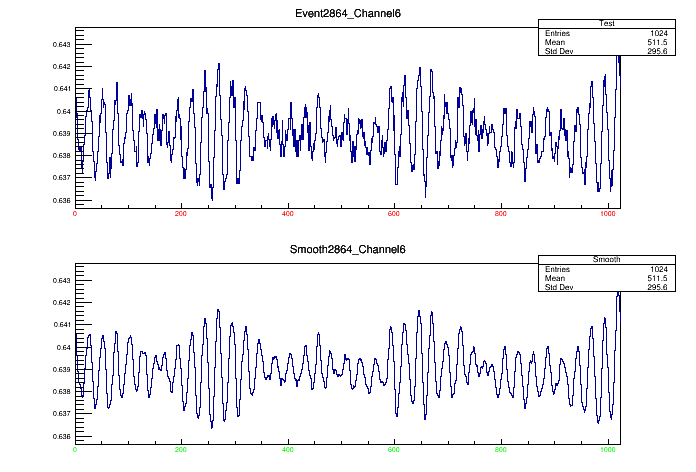 Event2864_Channel6
Test
Entries 1024
Mean 511.5
Std Dev 295.6
0.643
0.642
0.641
0.64
0.639
0.638
0.637
0.636
0 200 400 600 800 1000
Smooth2864_Channel6
Smooth
Entries 1024
Mean 511.5
Std Dev 295.6
0.643
0.642
0.641
0.64
0.639
0.638
0.637
0.636
0 200 400 600 800 1000